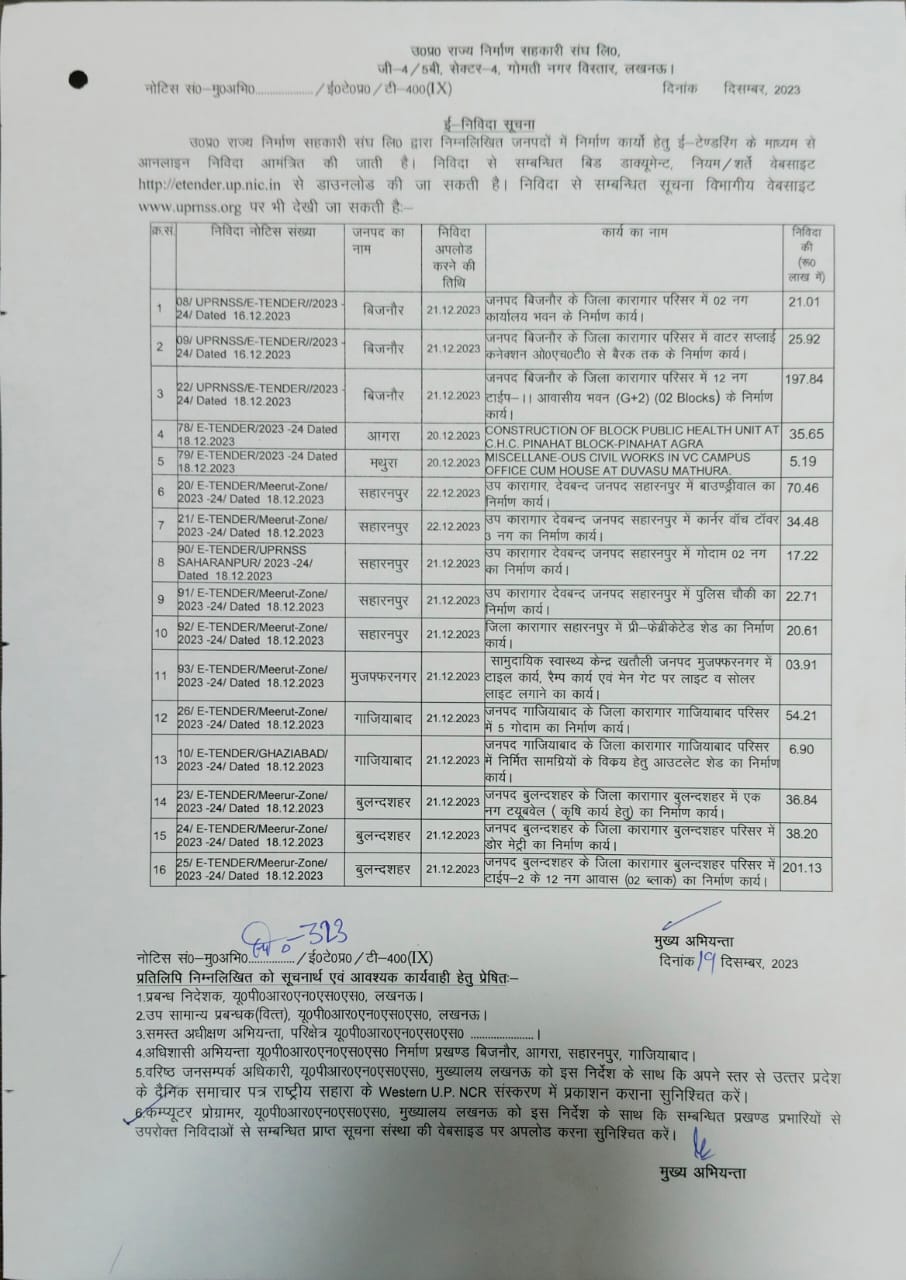 उ0प्र0 राज्य निर्माण सहकारी संघ लि0,
जी-4/5बी, सेक्टर-4, गोमती नगर विस्तार, लखनऊ।
नोटिस सं0-मु0अभि0................../ई0टे0प्र0/टी-400(IX) दिनांक दिसम्बर, 2023
ई-निविदा सूचना
उ0प्र0 राज्य निर्माण सहकारी संघ लि0 द्वारा निम्नलिखित जनपदों में निर्माण कार्यो हेतु ई-टेण्डरिंग के माध्यम से
आनलाइन निविदा आमंत्रित की जाती है। निविदा से सम्बन्धित बिड डाक्यूमेन्ट, नियम/शर्ते वेबसाइट
http://etender.up.nic.in से डाउनलोड की जा सकती है। निविदा से सम्बन्धित सूचना विभागीय वेबसाइट
www.uprnss.org पर भी देखी जा सकती है:-
क्र.स. निविदा नोटिस संख्या जनपद का नाम निविदा अपलोड करने की तिथि कार्य का नाम निविदा की (रू0 लाख में)
1 08/ UPRNSS/E-TENDER//2023 -24/ Dated 16.12.2023 बिजनौर 21.12.2023 जनपद बिजनौर के जिला कारागार परिसर में 02 नग कार्यालय भवन के निर्माण कार्य। 21.01
2 09/ UPRNSS/E-TENDER//2023 -24/ Dated 16.12.2023 बिजनौर 21.12.2023 जनपद बिजनौर के जिला कारागार परिसर में वाटर सप्लाई कनेक्शन ओ0एच0टी0 से बैरक तक के निर्माण कार्य। 25.92
3 22/ UPRNSS/E-TENDER//2023 -24/ Dated 18.12.2023 बिजनौर 21.12.2023 जनपद बिजनौर के जिला कारागार परिसर में 12 नग टाईप-।। आवासीय भवन (G+2) (02 Blocks) के निर्माण कार्य। 197.84
4 78/ E-TENDER/2023 -24 Dated 18.12.2023 आगरा 20.12.2023 CONSTRUCTION OF BLOCK PUBLIC HEALTH UNIT AT C.H.C. PINAHAT BLOCK-PINAHAT AGRA 35.65
5 79/ E-TENDER/2023 -24 Dated 18.12.2023 मथुरा 20.12.2023 MISCELLANE-OUS CIVIL WORKS IN VC CAMPUS OFFICE CUM HOUSE AT DUVASU MATHURA. 5.19
6 20/ E-TENDER/Meerut-Zone/ 2023 -24/ Dated 18.12.2023 सहारनपुर 22.12.2023 उप कारागार, देवबन्द जनपद सहारनपुर में बाउण्ड्रीवाल का निर्माण कार्य। 70.46
7 21/ E-TENDER/Meerut-Zone/ 2023 -24/ Dated 18.12.2023 सहारनपुर 22.12.2023 उप कारागार देवबन्द जनपद सहारनपुर में कार्नर वॉच टॉवर 3 नग का निर्माण कार्य। 34.48
8 90/ E-TENDER/UPRNSS SAHARANPUR/ 2023 -24/ Dated 18.12.2023 सहारनपुर 21.12.2023 उप कारागार देवबन्द जनपद सहारनपुर में गोदाम 02 नग का निर्माण कार्य। 17.22
9 91/ E-TENDER/Meerut-Zone/ 2023 -24/ Dated 18.12.2023 सहारनपुर 21.12.2023 उप कारागार देवबन्द जनपद सहारनपुर में पुलिस चौकी का निर्माण कार्य। 22.71
10 92/ E-TENDER/Meerut-Zone/ 2023 -24/ Dated 18.12.2023 सहारनपुर 21.12.2023 जिला कारागार सहारनपुर में प्री-फेब्रीकेटेड शेड का निर्माण कार्य। 20.61
11 93/ E-TENDER/Meerut-Zone/ 2023 -24/ Dated 18.12.2023 मुजफ्फरनगर 21.12.2023 सामुदायिक स्वास्थ्य केन्द्र खतौली जनपद मुजफ्फरनगर में टाइल कार्य, रैम्प कार्य एवं मेन गेट पर लाइट व सोलर लाइट लगाने का कार्य। 03.91
12 26/ E-TENDER/Meerut-Zone/ 2023 -24/ Dated 18.12.2023 गाजियाबाद 21.12.2023 जनपद गाजियाबाद के जिला कारागार गाजियाबाद परिसर में 5 गोदाम का निर्माण कार्य। 54.21
13 10/ E-TENDER/GHAZIABAD/ 2023 -24/ Dated 18.12.2023 गाजियाबाद 21.12.2023 जनपद गाजियाबाद के जिला कारागार गाजियाबाद परिसर में निर्मित सामग्रियों के विक्रय हेतु आउटलेट शेड का निर्माण कार्य। 6.90
14 23/ E-TENDER/Meerur-Zone/ 2023 -24/ Dated 18.12.2023 बुलन्दशहर 21.12.2023 जनपद बुलन्दशहर के जिला कारागार बुलन्दशहर में एक नग टयूबवेल ( कृषि कार्य हेतु) का निर्माण कार्य। 36.84
15 24/ E-TENDER/Meerur-Zone/ 2023 -24/ Dated 18.12.2023 बुलन्दशहर 21.12.2023 जनपद बुलन्दशहर के जिला कारागार बुलन्दशहर परिसर में डोर मेट्री का निर्माण कार्य। 38.20
16 25/ E-TENDER/Meerur-Zone/ 2023 -24/ Dated 18.12.2023 बुलन्दशहर 21.12.2023 जनपद बुलन्दशहर के जिला कारागार बुलन्दशहर परिसर में टाईप-2 के 12 नग आवास (02 ब्लाक) का निर्माण कार्य। 201.13
323
मुख्य अभियन्ता
नोटिस सं0-मु0अभि0................/ई0टे0प्र0/टी-400(IX) दिनांक 19 दिसम्बर, 2023
प्रतिलिपि निम्नलिखित को सूचनार्थ एवं आवश्यक कार्यवाही हेतु प्रेषितः-
1.प्रबन्ध निदेशक, यू0पी0आर0एन0एस0एस0, लखनऊ।
2.उप सामान्य प्रबन्धक(वित्त), यू0पी0आर0एन0एस0एस0, लखनऊ।
3.समस्त अधीक्षण अभियन्ता, परिक्षेत्र यू0पी0आर0एन0एस0एस0 ....................।
4.अधिशासी अभियन्ता यू0पी0आर0एन0एस0एस0 निर्माण प्रखण्ड बिजनौर, आगरा, सहारनपुर, गाजियाबाद।
5.वरिष्ठ जनसम्पर्क अधिकारी, यू0पीआर0एन0एस0एस0, मुख्यालय लखनऊ को इस निर्देश के साथ कि अपने स्तर से उत्तर प्रदेश
के दैनिक समाचार पत्र राष्ट्रीय सहारा के Western U.P. NCR संस्करण में प्रकाशन कराना सुनिश्चित करें।
6.कम्प्यूटर प्रोग्रामर, यू0पी0आर0एन0एस0एस0, मुख्यालय लखनऊ को इस निर्देश के साथ कि सम्बन्धित प्रखण्ड प्रभारियों से
उपरोक्त निविदाओं से सम्बन्धित प्राप्त सूचना संस्था की वेबसाइड पर अपलोड करना सुनिश्चित करें।
मुख्य अभियन्ता